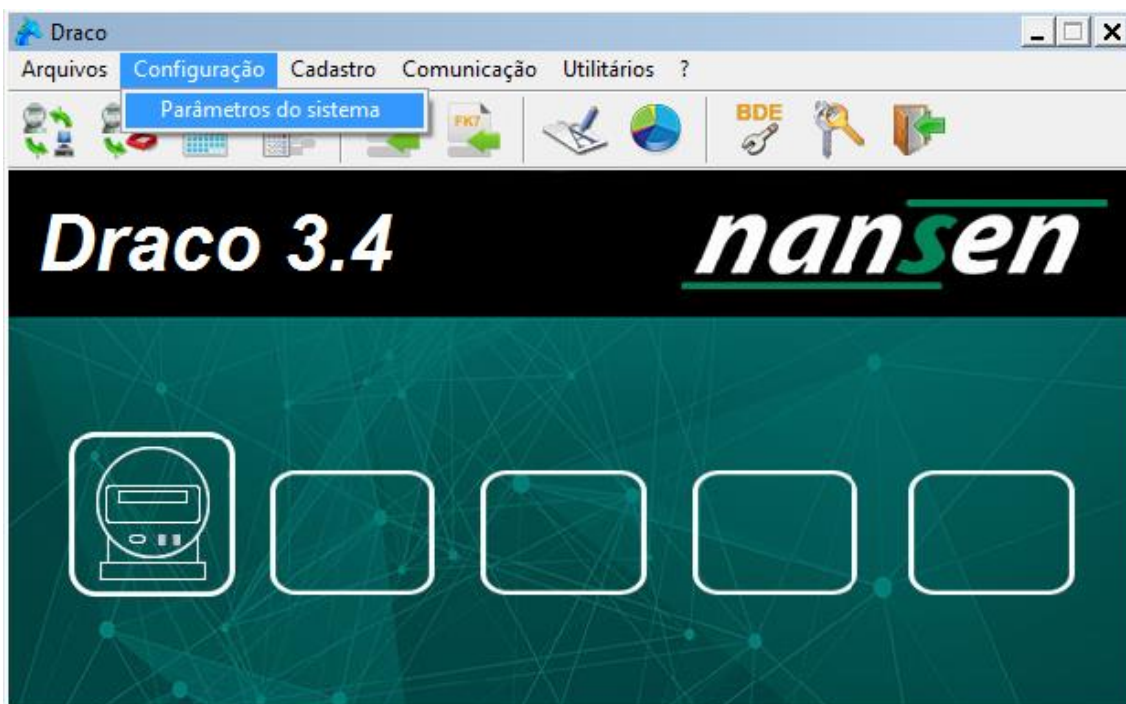 Draco
Arquivos Configuração Cadastro Comunicação Utilitários ?
Parâmetros do sistema
FK7 BDE
Draco 3.4 nansen